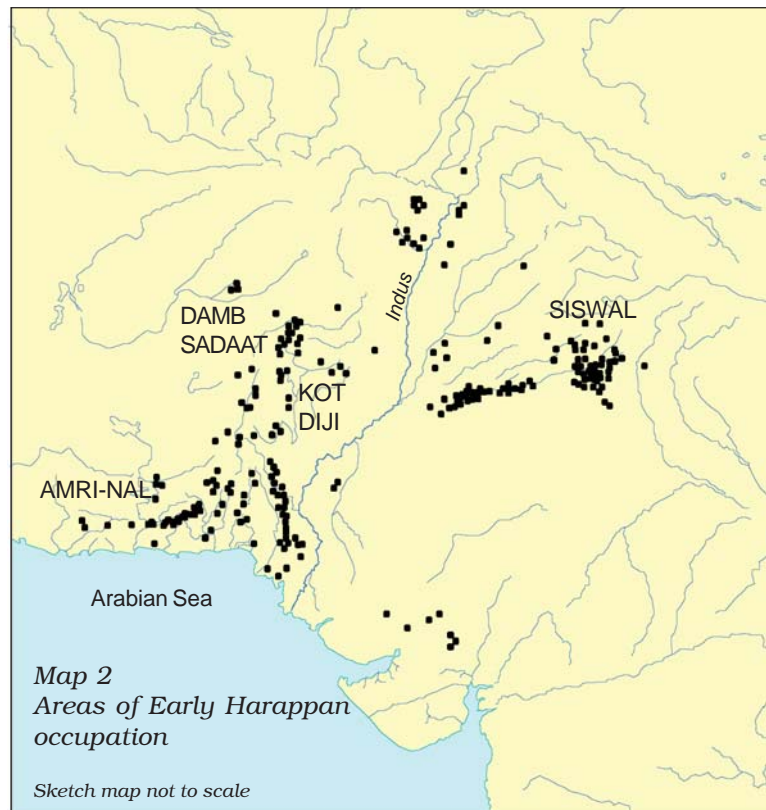 Indus
SISWAL
DAMB
SADAAT
KOT
DIJI
AMRI-NAL
Arabian Sea
Map 2
Areas of Early Harappan
occupation
Sketch map not to scale